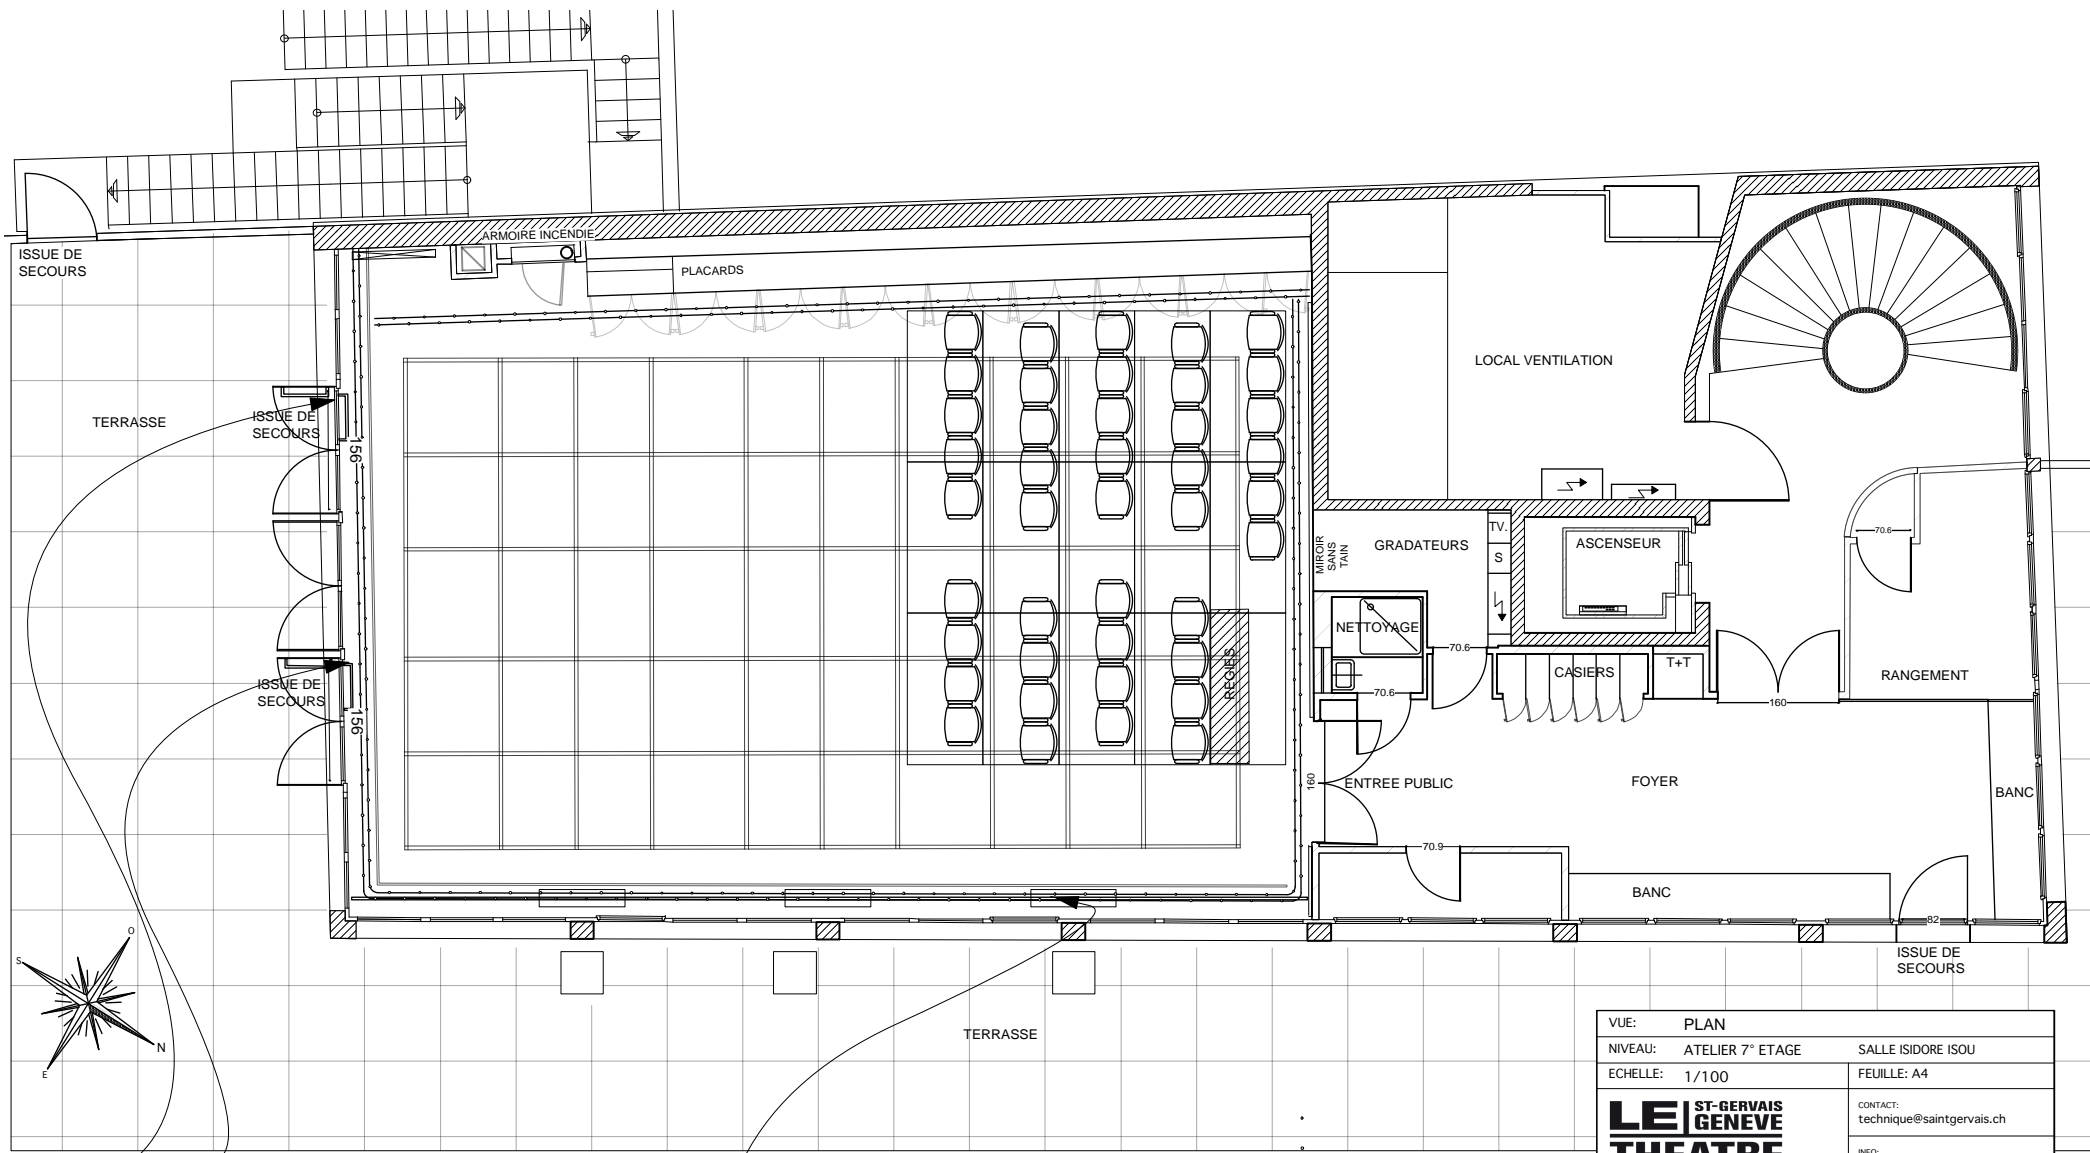 ISSUE DE
SECOURS
ARMOIRE INCENDIE
PLACARDS
LOCAL VENTILATION
TERRASSE
ISSUE DE
SECOURS
156
MIROIR
SANS
TAIN
GRADATEURS
TV.
S
ASCENSEUR
70.6
NETTOYAGE
70.6
CASIERS
T+T
RANGEMENT
REGIES
ISSUE DE
SECOURS
156
70.6
160
160
ENTREE PUBLIC
FOYER
BANC
70.9
BANC
82
ISSUE DE
SECOURS
O
S
N
E
TERRASSE
VUE: PLAN
NIVEAU: ATELIER 7° ETAGE SALLE ISIDORE ISOU
ECHELLE: 1/100 FEUILLE: A4
LE ST-GERVAIS
GENEVE
THEATRE
CONTACT:
technique@saintgervais.ch
INFO: